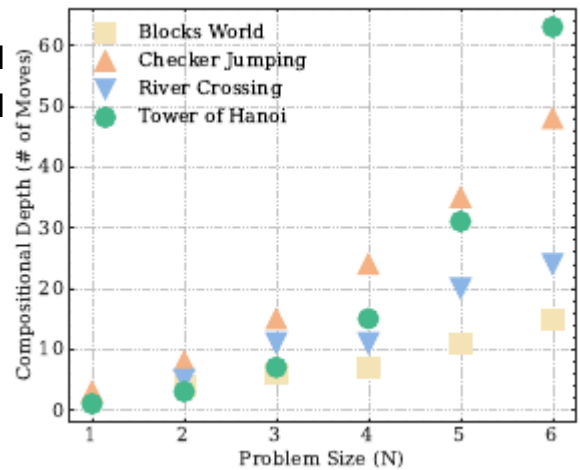 Blocks World
Checker Jumping
River Crossing
Tower of Hanoi
Compositional Depth (# of Moves)
60
50
40
30
20
10
0
1 2 3 4 5 6
Problem Size (N)